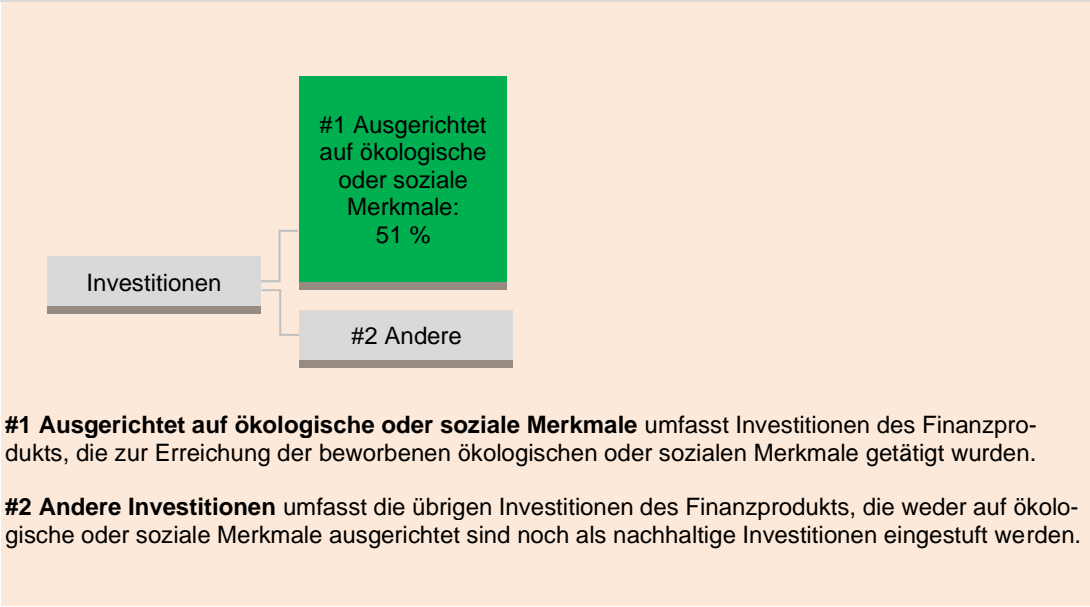 #1 Ausgerichtet
auf ökologische
oder soziale
Merkmale:
51 %
Investitionen
#2 Andere
#1 Ausgerichtet auf ökologische oder soziale Merkmale umfasst Investitionen des Finanzpro-
dukts, die zur Erreichung der beworbenen ökologischen oder sozialen Merkmale getätigt wurden.
#2 Andere Investitionen umfasst die übrigen Investitionen des Finanzprodukts, die weder auf ökolo-
gische oder soziale Merkmale ausgerichtet sind noch als nachhaltige Investitionen eingestuft werden.